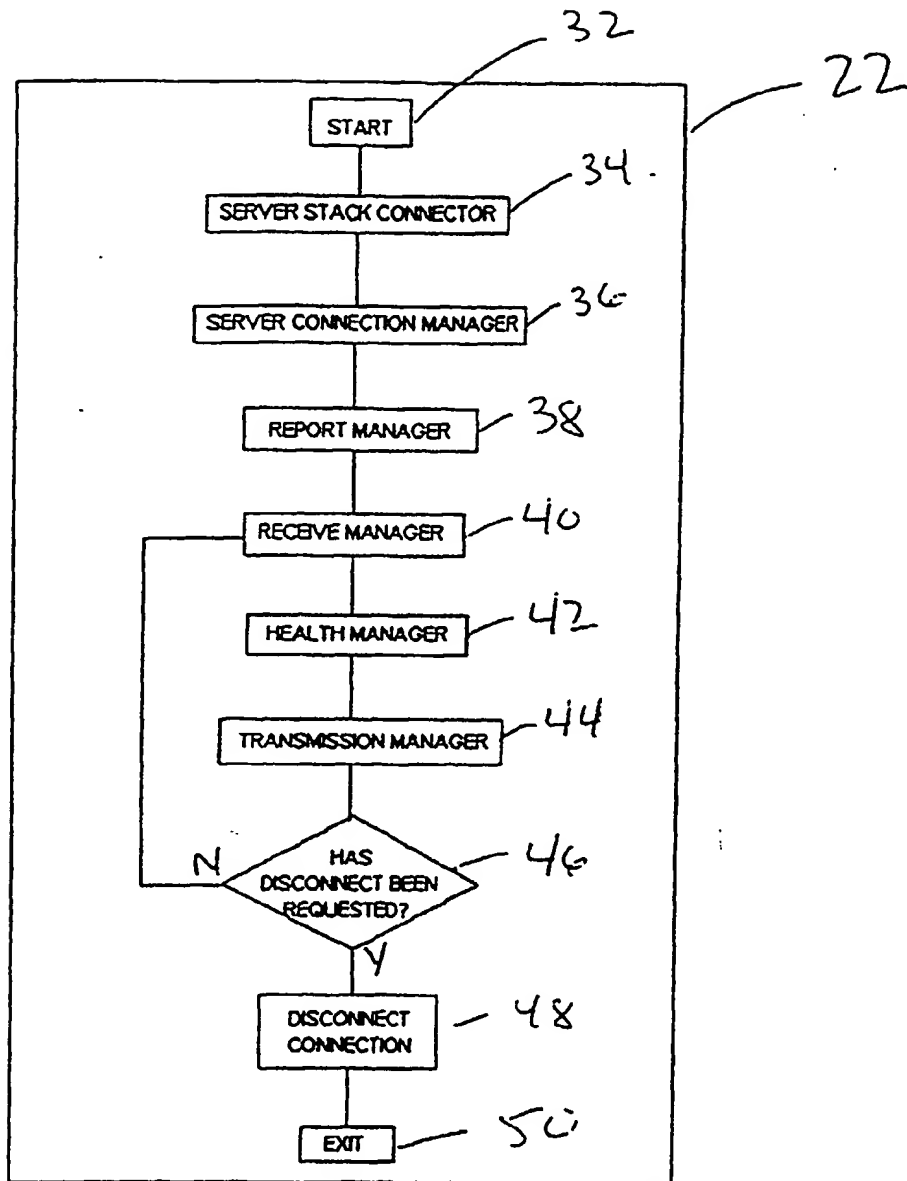 32
22
START
34.
SERVER STACK CONNECTOR
36
SERVER CONNECTION MANAGER
38
REPORT MANAGER
40
RECEIVE MANAGER
42
HEALTH MANAGER
44
TRANSMISSION MANAGER
46
N
HAS
DISCONNECT BEEN
REQUESTED?
Y
48
DISCONNECT
CONNECTION
50
EXIT